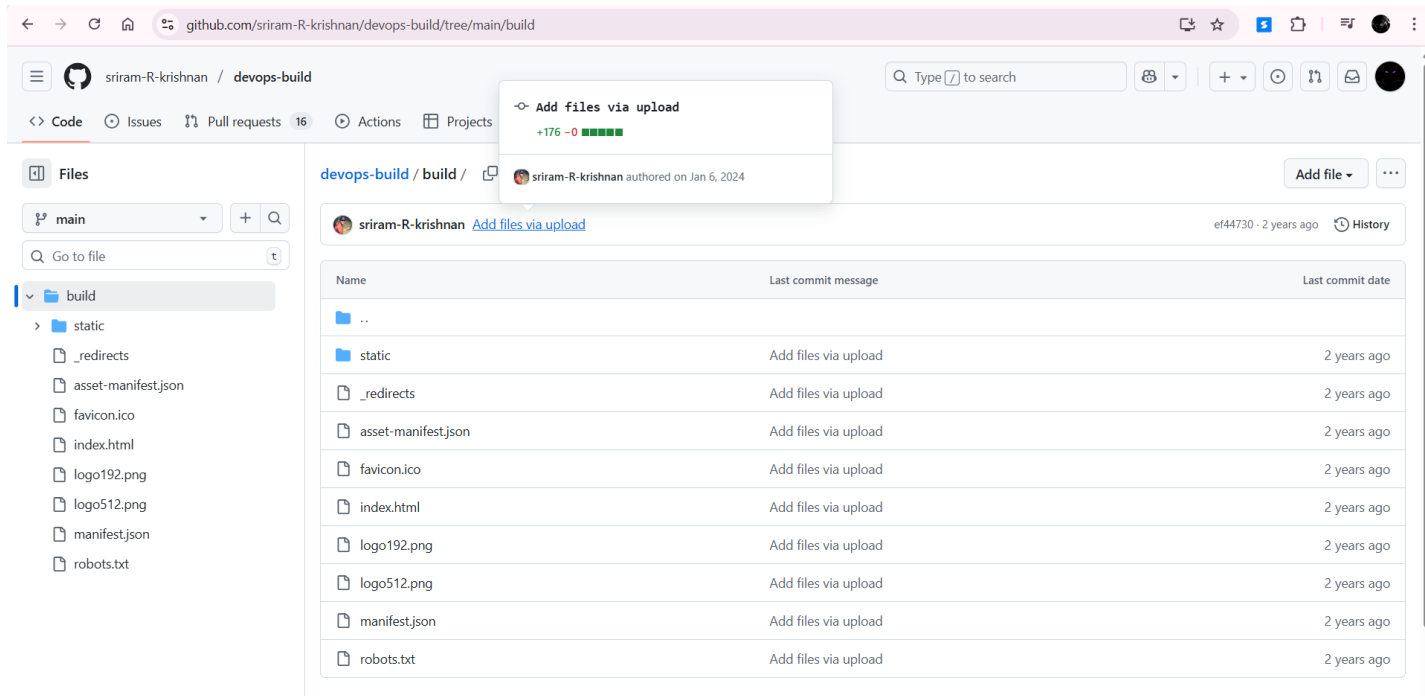 github.com/sriram-R-krishnan/devops-build/tree/main/build
sriram-R-krishnan / devops-build
Type / to search
Code Issues Pull requests 16 Actions Projects
Add files via upload
+176 −0
sriram-R-krishnan authored on Jan 6, 2024
Files
main
Go to file t
build
static
_redirects
asset-manifest.json
favicon.ico
index.html
logo192.png
logo512.png
manifest.json
robots.txt
devops-build / build /
Add file
sriram-R-krishnan Add files via upload
ef44730 · 2 years ago History
Name Last commit message Last commit date
..
static Add files via upload 2 years ago
_redirects Add files via upload 2 years ago
asset-manifest.json Add files via upload 2 years ago
favicon.ico Add files via upload 2 years ago
index.html Add files via upload 2 years ago
logo192.png Add files via upload 2 years ago
logo512.png Add files via upload 2 years ago
manifest.json Add files via upload 2 years ago
robots.txt Add files via upload 2 years ago